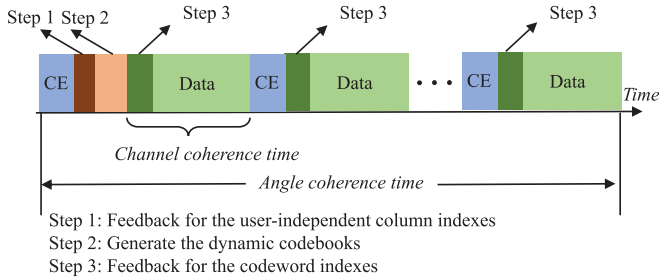 Step 1 Step 2 Step 3 Step 3 Step 3
CE Data CE Data CE Data
Time
Channel coherence time
Angle coherence time
Step 1: Feedback for the user-independent column indexes
Step 2: Generate the dynamic codebooks
Step 3: Feedback for the codeword indexes